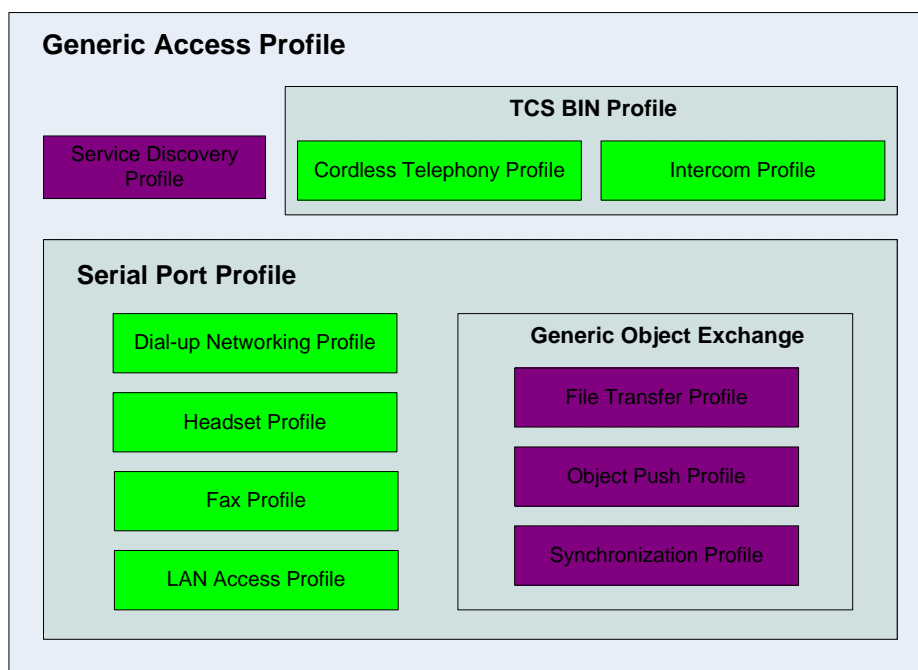 Generic Access Profile
TCS BIN Profile
Service Discovery
Profile
Cordless Telephony Profile
Intercom Profile
Serial Port Profile
Dial-up Networking Profile
Headset Profile
Fax Profile
LAN Access Profile
Generic Object Exchange
File Transfer Profile
Object Push Profile
Synchronization Profile